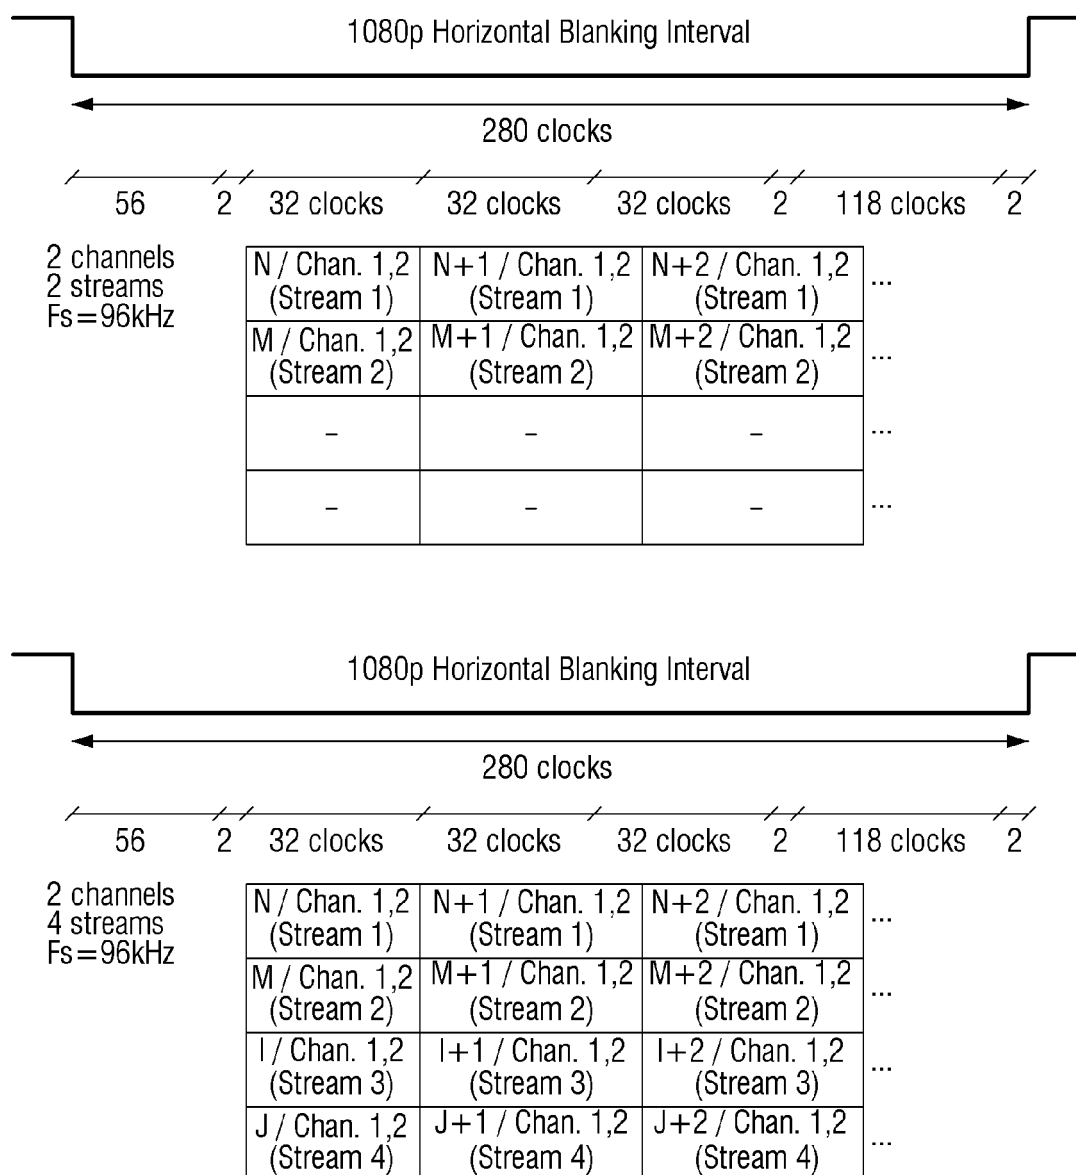 1080p Horizontal Blanking Interval
280 clocks
56 2 32 clocks 32 clocks 32 clocks 2 118 clocks 2
2 channels
2 streams
Fs=96kHz
N / Chan. 1,2 N+1 / Chan. 1,2 N+2 / Chan. 1,2 ...
(Stream 1) (Stream 1) (Stream 1)
M / Chan. 1,2 M+1 / Chan. 1,2 M+2 / Chan. 1,2 ...
(Stream 2) (Stream 2) (Stream 2)
– – – ...
– – – ...
1080p Horizontal Blanking Interval
280 clocks
56 2 32 clocks 32 clocks 32 clocks 2 118 clocks 2
2 channels
4 streams
Fs=96kHz
N / Chan. 1,2 N+1 / Chan. 1,2 N+2 / Chan. 1,2 ...
(Stream 1) (Stream 1) (Stream 1)
M / Chan. 1,2 M+1 / Chan. 1,2 M+2 / Chan. 1,2 ...
(Stream 2) (Stream 2) (Stream 2)
I / Chan. 1,2 I+1 / Chan. 1,2 I+2 / Chan. 1,2 ...
(Stream 3) (Stream 3) (Stream 3)
J / Chan. 1,2 J+1 / Chan. 1,2 J+2 / Chan. 1,2 ...
(Stream 4) (Stream 4) (Stream 4)